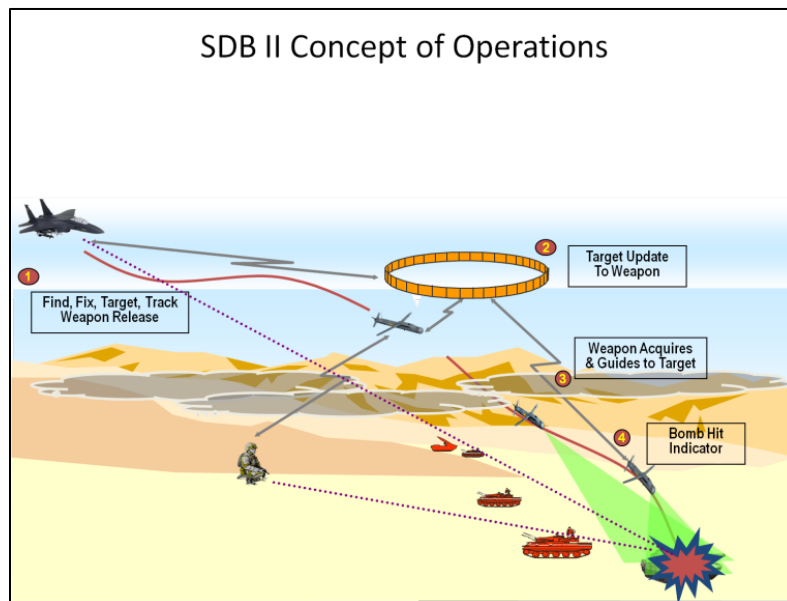 SDB II Concept of Operations
1
Find, Fix, Target, Track
Weapon Release
2
Target Update
To Weapon
Weapon Acquires
& Guides to Target
3
4
Bomb Hit
Indicator